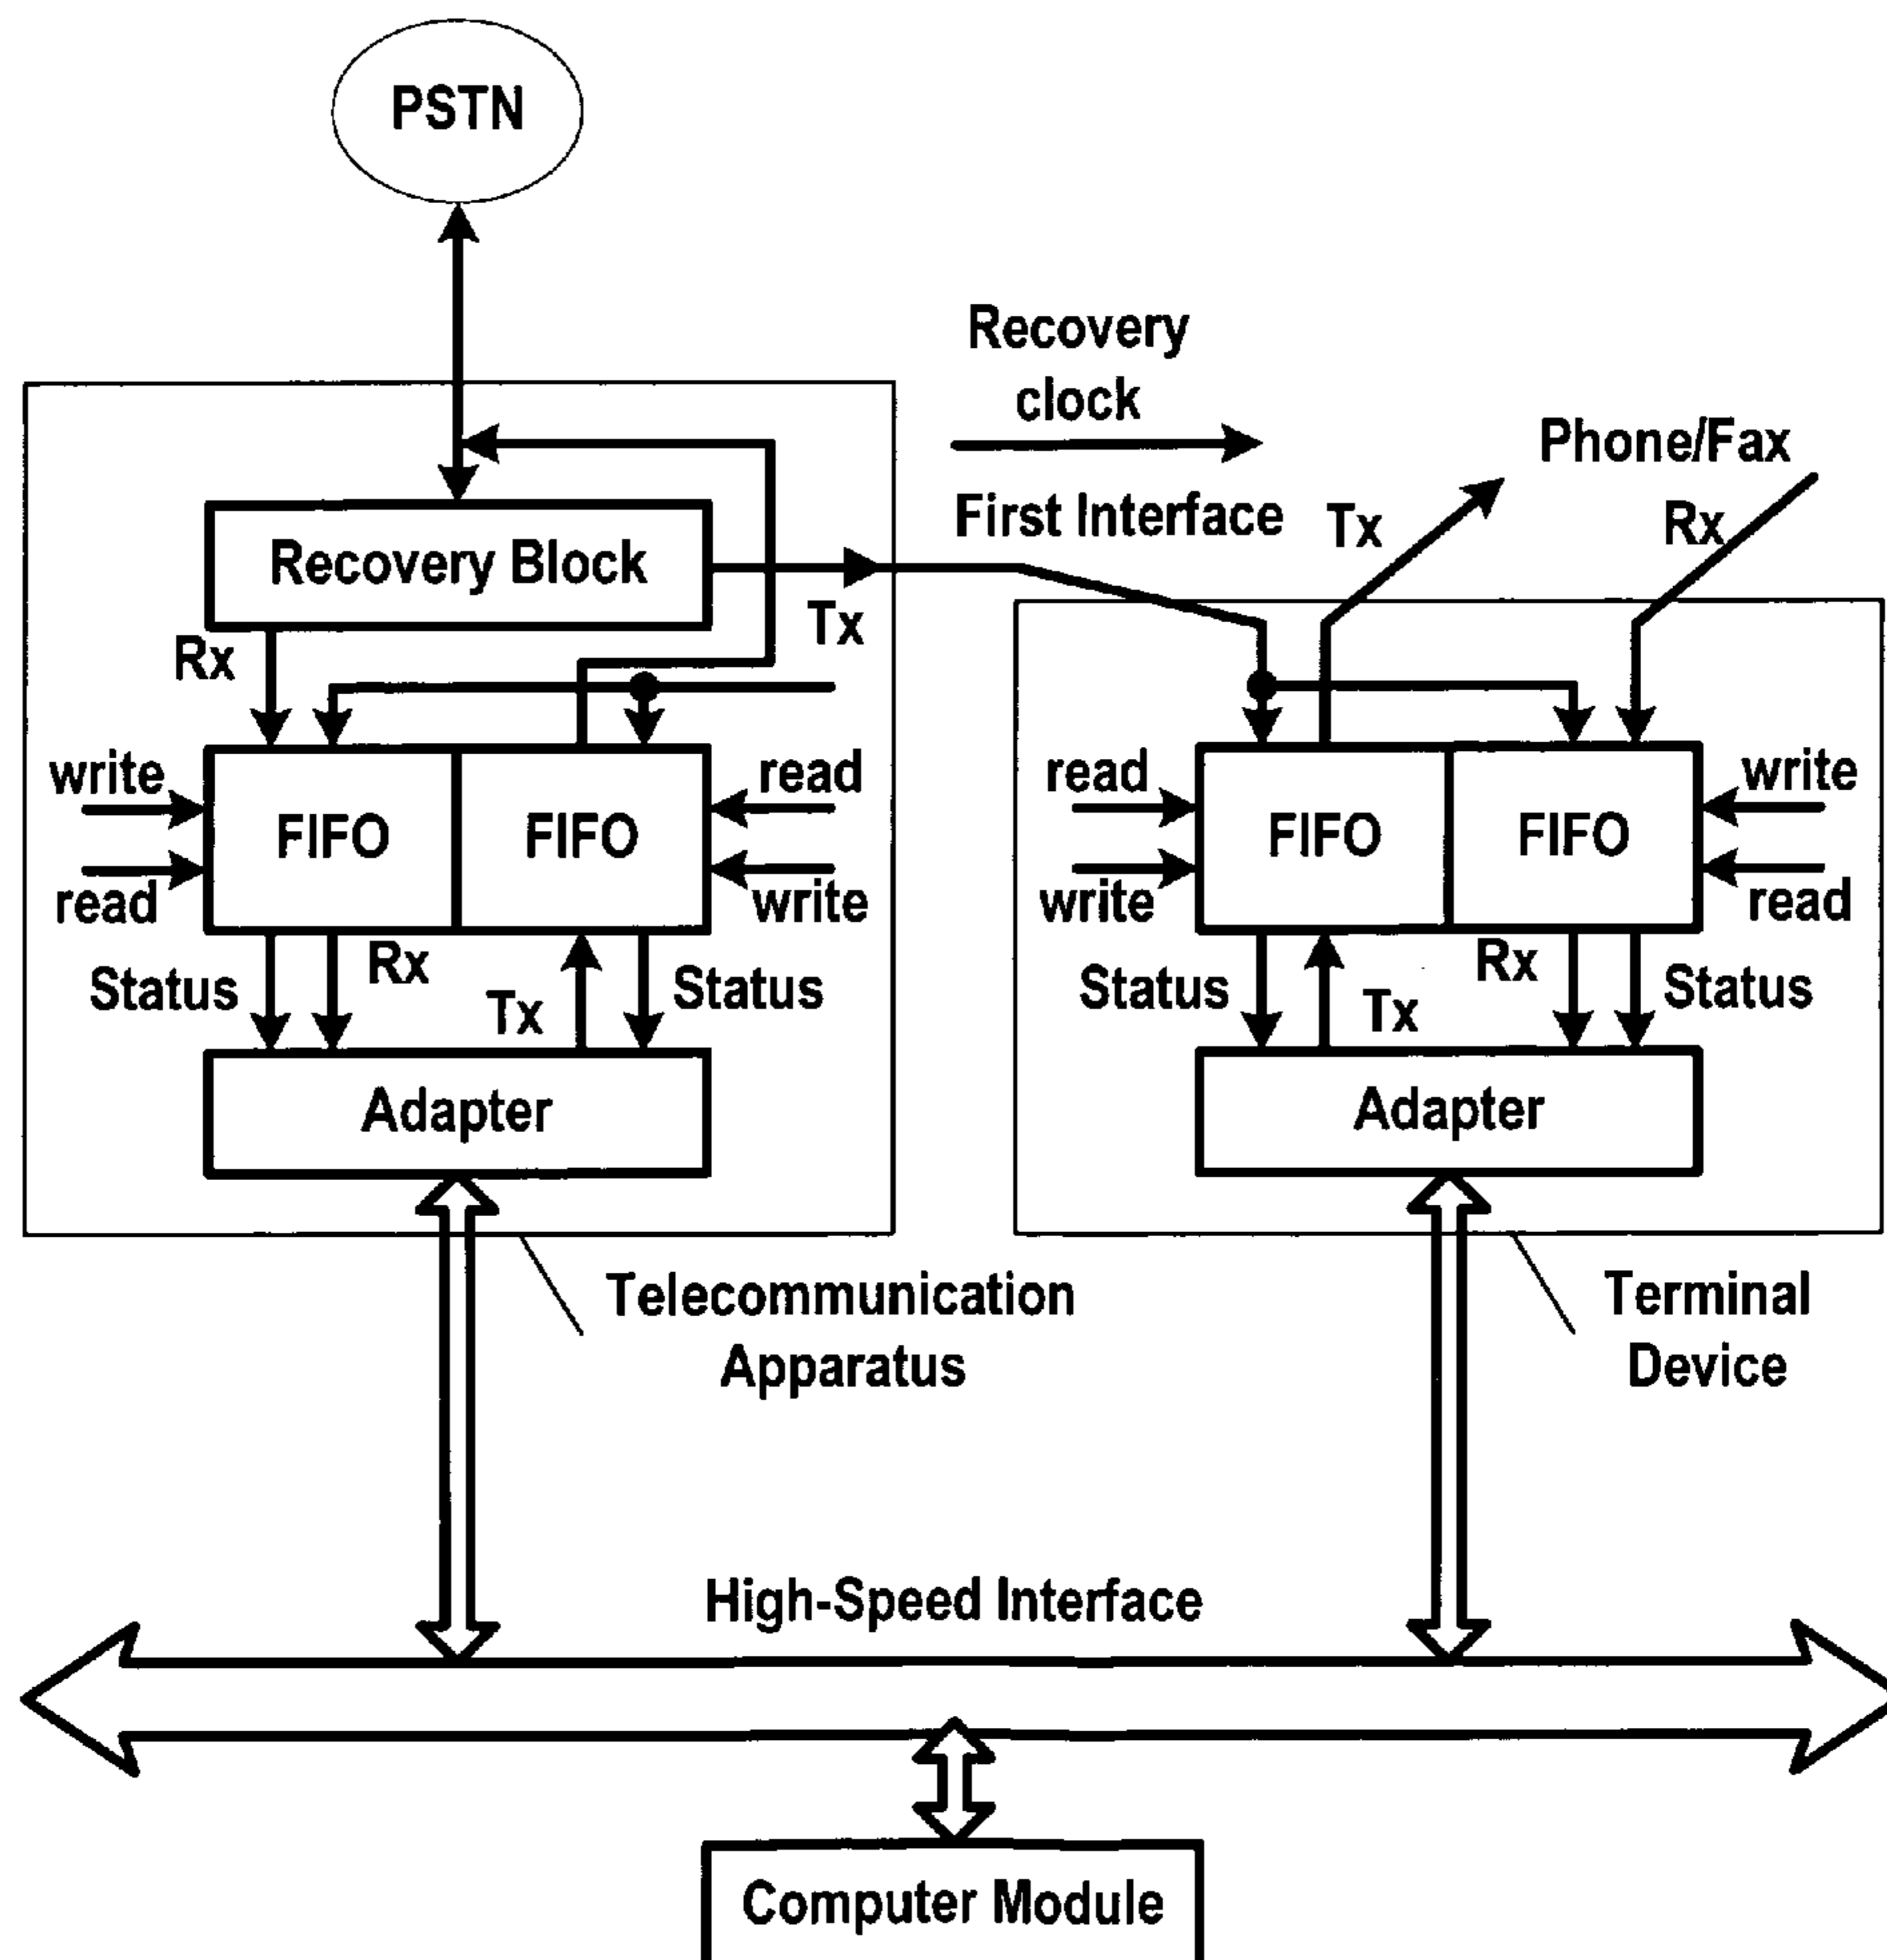 PSTN
Recovery
clock
Phone/Fax
First Interface
Tx
Rx
Recovery Block
Tx
Rx
write
read
read
write
FIFO
FIFO
FIFO
FIFO
read
write
write
read
Status
Rx
Tx
Status
Status
Tx
Rx
Status
Adapter
Adapter
Telecommunication
Apparatus
Terminal
Device
High-Speed Interface
Computer Module